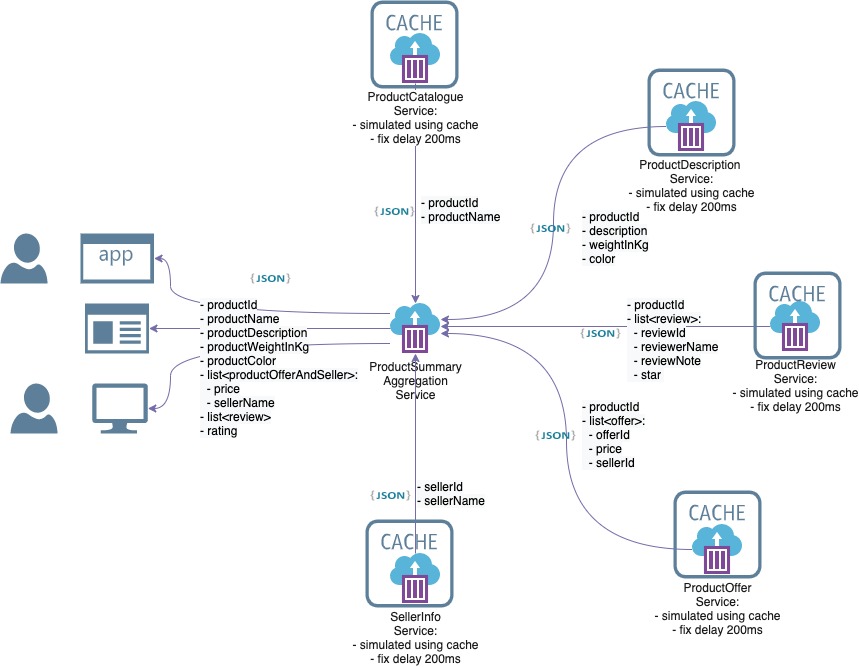 CACHE
ProductCatalogue
Service:
- simulated using cache
- fix delay 200ms
CACHE
ProductDescription
Service:
- simulated using cache
- fix delay 200ms
{JSON}
- productId
- productName
{JSON}
- productId
- description
- weightInKg
- color
app
{JSON}
- productId
- productName
- productDescription
- productWeightInKg
- productColor
- list<productOfferAndSeller>:
- price
- sellerName
- list<review>
- rating
ProductSummary
Aggregation
Service
{JSON}
- productId
- list<review>:
- reviewId
- reviewerName
- reviewNote
- star
CACHE
ProductReview
Service:
- simulated using cache
- fix delay 200ms
{JSON}
- productId
- list<offer>:
- offerId
- price
- sellerId
{JSON}
- sellerId
- sellerName
CACHE
SellerInfo
Service:
- simulated using cache
- fix delay 200ms
CACHE
ProductOffer
Service:
- simulated using cache
- fix delay 200ms